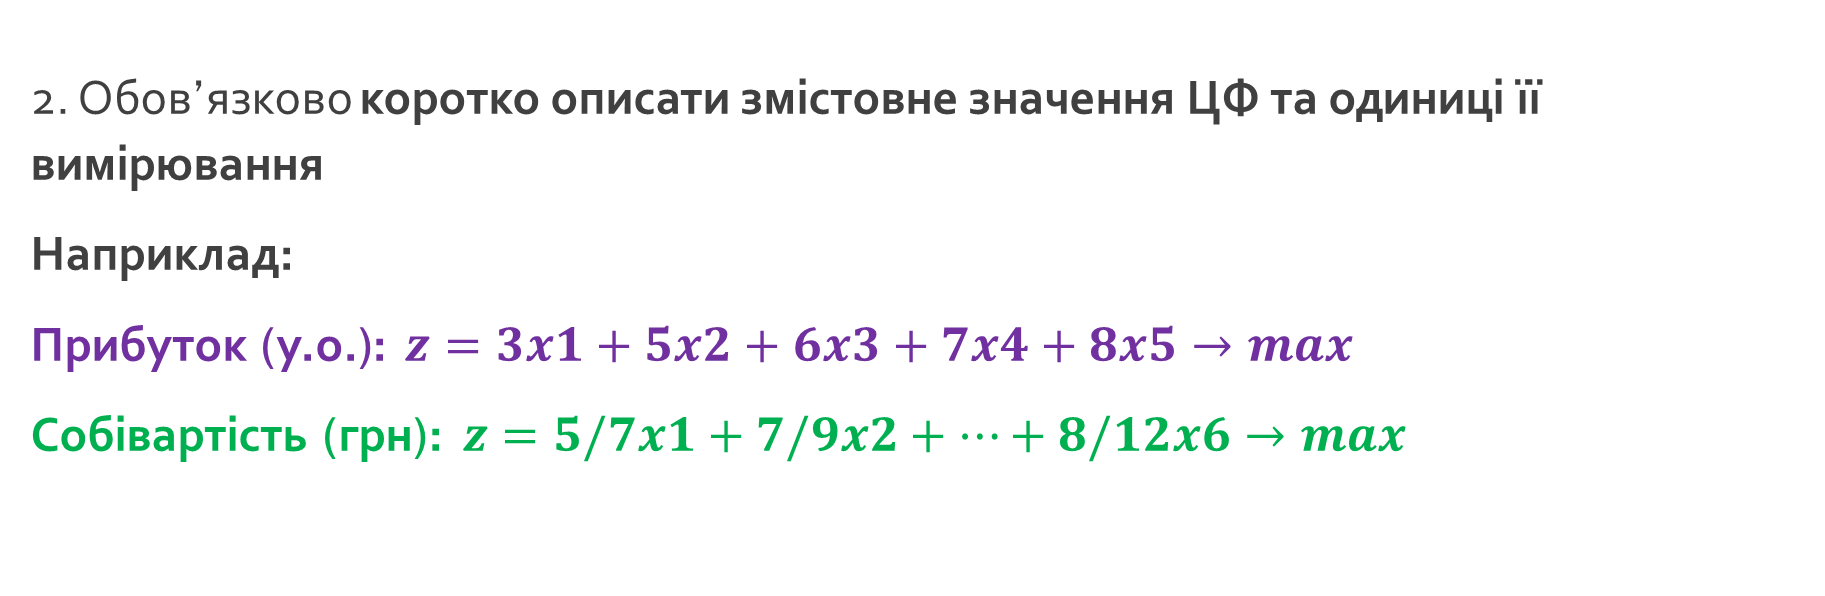 2. Обов’язково коротко описати змістовне значення ЦФ та одиниці її
вимірювання
Наприклад:
Прибуток (у.о.): z = 3x1 + 5x2 + 6x3 + 7x4 + 8x5 → max
Собівартість (грн): z = 5/7x1 + 7/9x2 + ⋯ + 8/12x6 → max